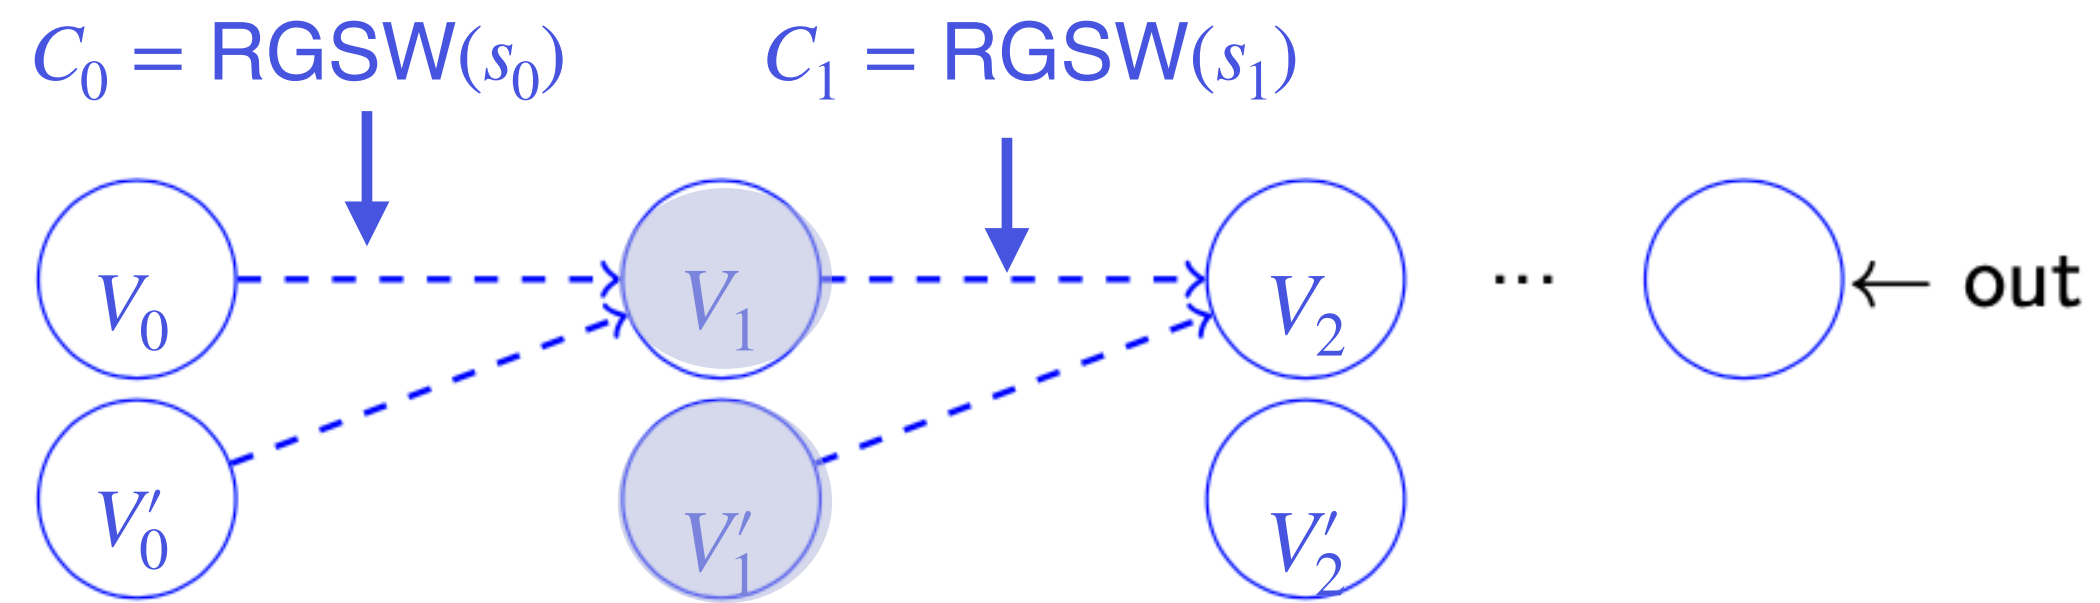 C₀ = RGSW(s₀) C₁ = RGSW(s₁)
V₀ V₁ V₂ ... ← out
V′₀ V′₁ V′₂